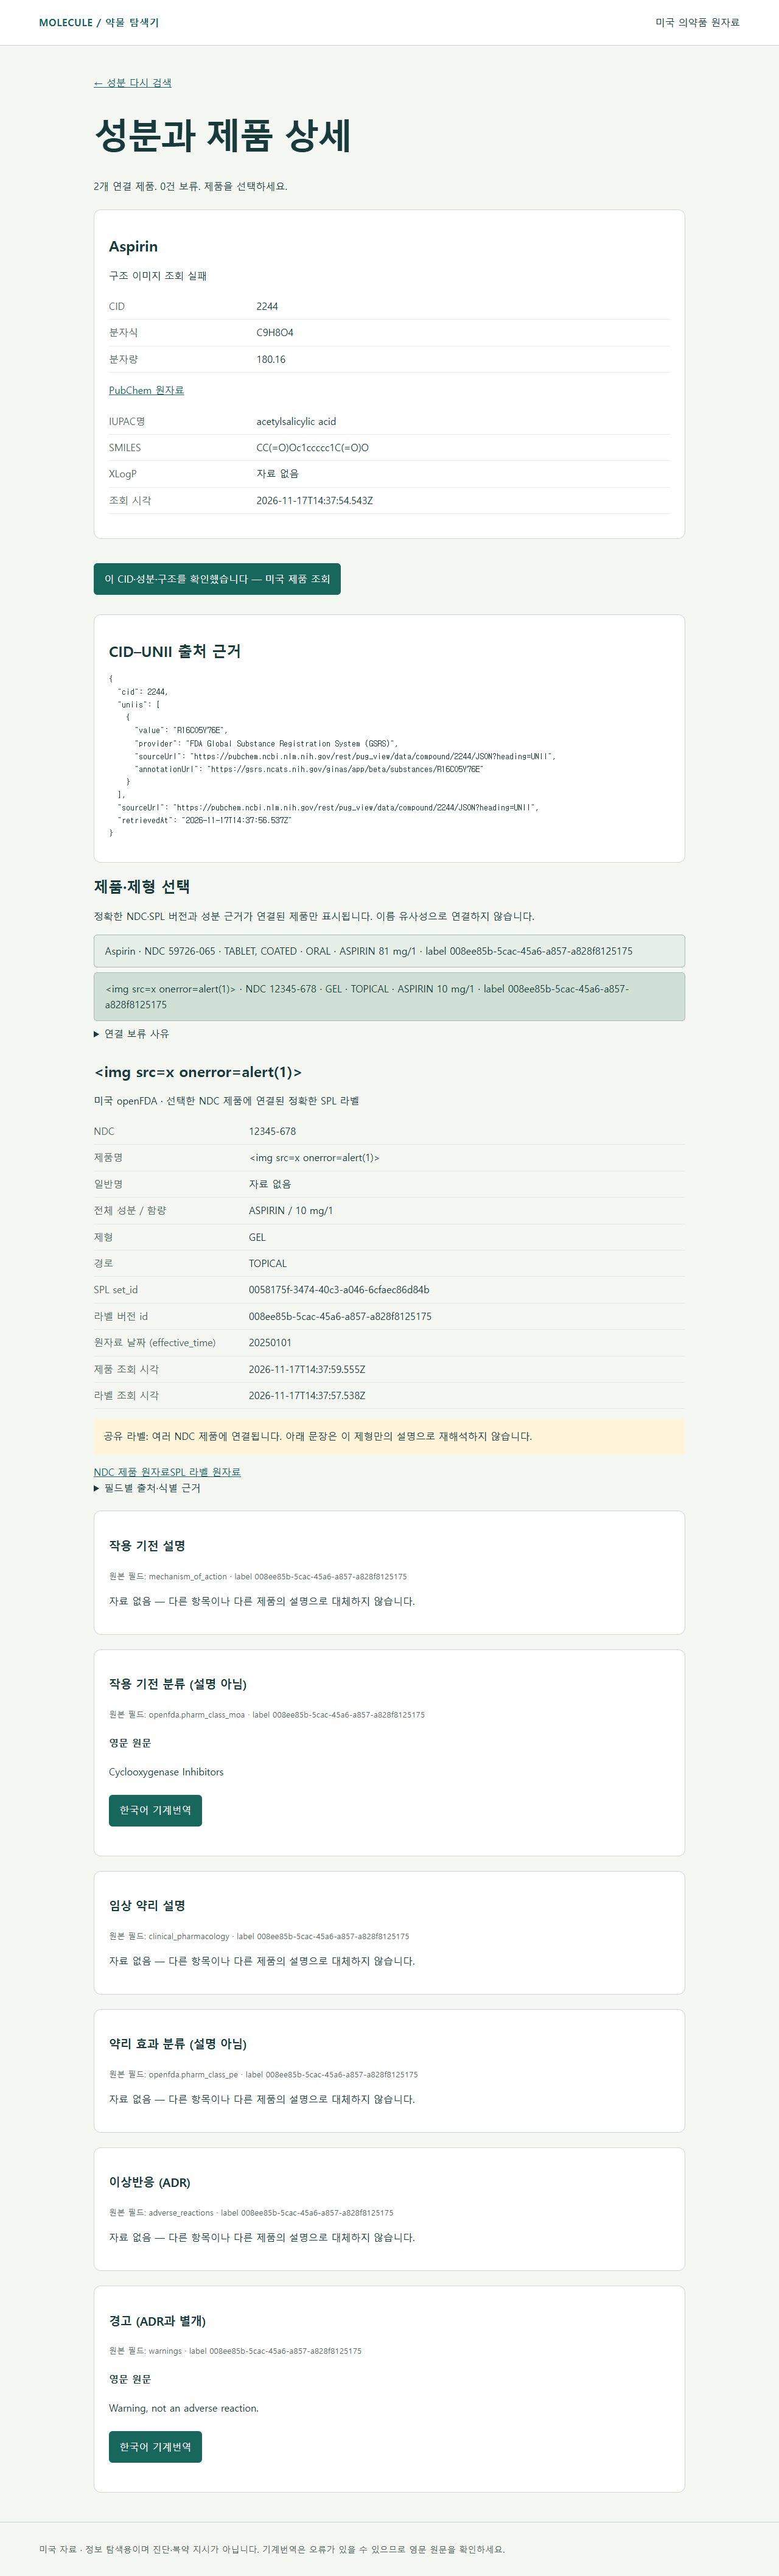 MOLECULE / 약물 탐색기
미국 의약품 원자료
← 성분 다시 검색
성분과 제품 상세
2개 연결 제품. 0건 보류. 제품을 선택하세요.
Aspirin
구조 이미지 조회 실패
CID 2244
분자식 C9H8O4
분자량 180.16
PubChem 원자료
IUPAC명 acetylsalicylic acid
SMILES CC(=O)Oc1ccccc1C(=O)O
XLogP 자료 없음
조회 시각 2026-11-17T14:37:54.543Z
이 CID·성분·구조를 확인했습니다 — 미국 제품 조회
CID–UNII 출처 근거
{
"cid": 2244,
"uniis": [
{
"value": "R16CO5Y76E",
"provider": "FDA Global Substance Registration System (GSRS)",
"sourceUrl": "https://pubchem.ncbi.nlm.nih.gov/rest/pug_view/data/compound/2244/JSON?heading=UNII",
"annotationUrl": "https://gsrs.ncats.nih.gov/ginas/app/beta/substances/R16CO5Y76E"
}
],
"sourceUrl": "https://pubchem.ncbi.nlm.nih.gov/rest/pug_view/data/compound/2244/JSON?heading=UNII",
"retrievedAt": "2026-11-17T14:37:56.537Z"
}
제품·제형 선택
정확한 NDC·SPL 버전과 성분 근거가 연결된 제품만 표시됩니다. 이름 유사성으로 연결하지 않습니다.
Aspirin · NDC 59726-065 · TABLET, COATED · ORAL · ASPIRIN 81 mg/1 · label 008ee85b-5cac-45a6-a857-a828f8125175
<img src=x onerror=alert(1)> · NDC 12345-678 · GEL · TOPICAL · ASPIRIN 10 mg/1 · label 008ee85b-5cac-45a6-a857-
a828f8125175
▶ 연결 보류 사유
<img src=x onerror=alert(1)>
미국 openFDA · 선택한 NDC 제품에 연결된 정확한 SPL 라벨
NDC 12345-678
제품명 <img src=x onerror=alert(1)>
일반명 자료 없음
전체 성분 / 함량 ASPIRIN / 10 mg/1
제형 GEL
경로 TOPICAL
SPL set_id 0058175f-3474-40c3-a046-6cfaec86d84b
라벨 버전 id 008ee85b-5cac-45a6-a857-a828f8125175
원자료 날짜 (effective_time) 20250101
제품 조회 시각 2026-11-17T14:37:59.555Z
라벨 조회 시각 2026-11-17T14:37:57.538Z
공유 라벨: 여러 NDC 제품에 연결됩니다. 아래 문장은 이 제형만의 설명으로 재해석하지 않습니다.
NDC 제품 원자료SPL 라벨 원자료
▶ 필드별 출처·식별 근거
작용 기전 설명
원본 필드: mechanism_of_action · label 008ee85b-5cac-45a6-a857-a828f8125175
자료 없음 — 다른 항목이나 다른 제품의 설명으로 대체하지 않습니다.
작용 기전 분류 (설명 아님)
원본 필드: openfda.pharm_class_moa · label 008ee85b-5cac-45a6-a857-a828f8125175
영문 원문
Cyclooxygenase Inhibitors
한국어 기계번역
임상 약리 설명
원본 필드: clinical_pharmacology · label 008ee85b-5cac-45a6-a857-a828f8125175
자료 없음 — 다른 항목이나 다른 제품의 설명으로 대체하지 않습니다.
약리 효과 분류 (설명 아님)
원본 필드: openfda.pharm_class_pe · label 008ee85b-5cac-45a6-a857-a828f8125175
자료 없음 — 다른 항목이나 다른 제품의 설명으로 대체하지 않습니다.
이상반응 (ADR)
원본 필드: adverse_reactions · label 008ee85b-5cac-45a6-a857-a828f8125175
자료 없음 — 다른 항목이나 다른 제품의 설명으로 대체하지 않습니다.
경고 (ADR과 별개)
원본 필드: warnings · label 008ee85b-5cac-45a6-a857-a828f8125175
영문 원문
Warning, not an adverse reaction.
한국어 기계번역
미국 자료 · 정보 탐색용이며 진단·복약 지시가 아닙니다. 기계번역은 오류가 있을 수 있으므로 영문 원문을 확인하세요.